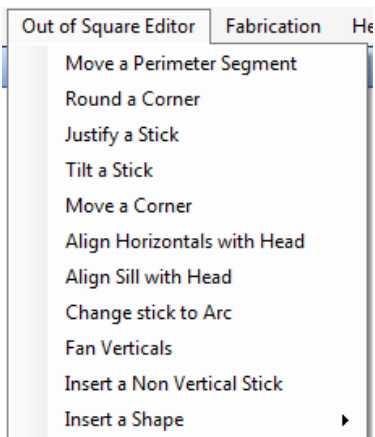 Out of Square Editor Fabrication He
Move a Perimeter Segment
Round a Corner
Justify a Stick
Tilt a Stick
Move a Corner
Align Horizontals with Head
Align Sill with Head
Change stick to Arc
Fan Verticals
Insert a Non Vertical Stick
Insert a Shape